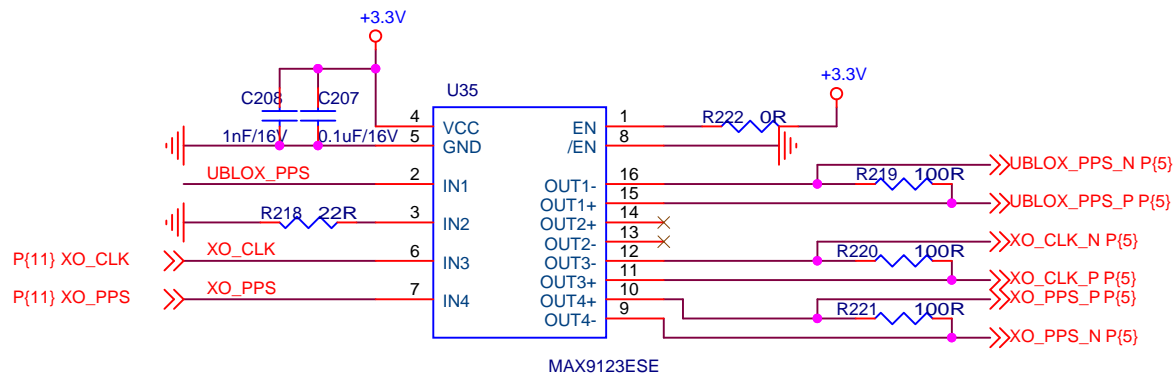 +3.3V
+3.3V
U35
C208
C207
1nF/16V
0.1uF/16V
4
VCC
5
GND
1
EN
R222
0R
8
/EN
UBLOX_PPS
2
IN1
R218
22R
3
IN2
P{11} XO_CLK
XO_CLK
6
IN3
P{11} XO_PPS
XO_PPS
7
IN4
16
OUT1-
15
OUT1+
14
OUT2+
13
OUT2-
12
OUT3-
11
OUT3+
10
OUT4+
9
OUT4-
UBLOX_PPS_N P{5}
R219
100R
UBLOX_PPS_P P{5}
XO_CLK_N P{5}
R220
100R
XO_CLK_P P{5}
XO_PPS_P P{5}
R221
100R
XO_PPS_N P{5}
MAX9123ESE